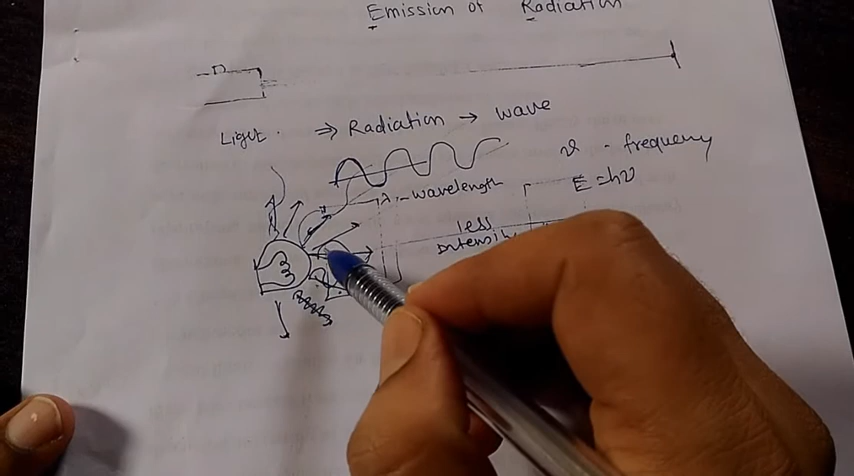 Emission of Radiation
Light. ⇒ Radiation → wave
ν - frequency
λ - wavelength
E = hν
less
intensity